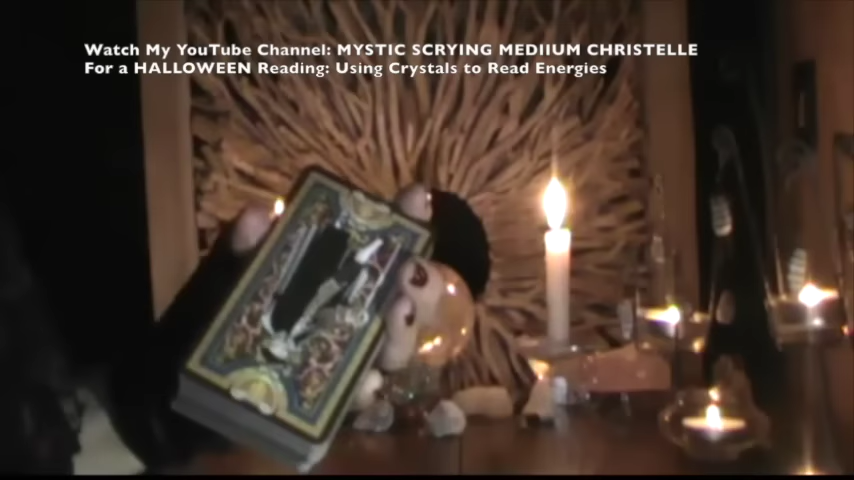 Watch My YouTube Channel: MYSTIC SCRYING MEDIIUM CHRISTELLE
For a HALLOWEEN Reading: Using Crystals to Read Energies